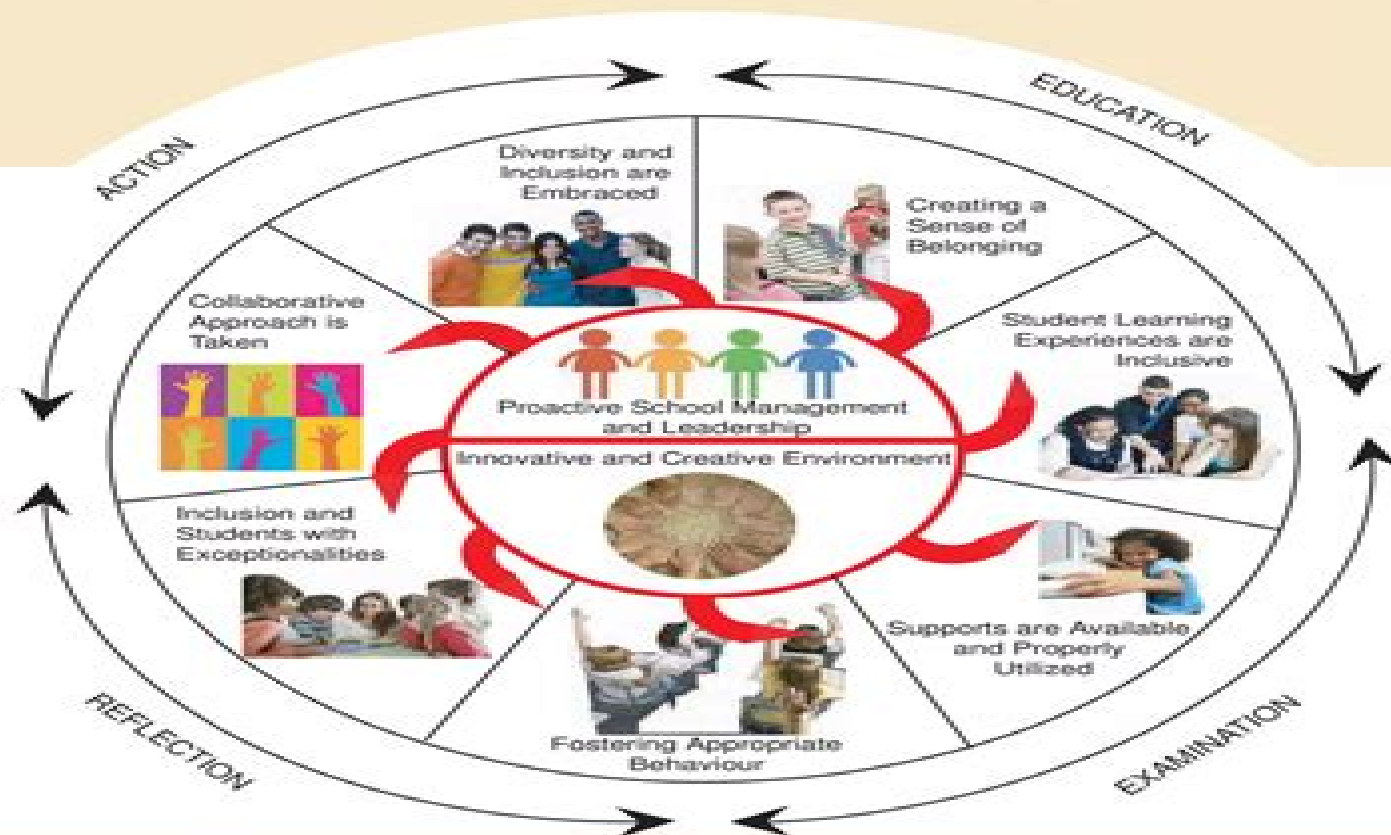 ACTION
EDUCATION
Diversity and
Inclusion are
Embraced
Creating a
Sense of
Belonging
Collaborative
Approach is
Taken
Student Learning
Experiences are
Inclusive
Proactive School Management
and Leadership
Innovative and Creative Environment
Inclusion and
Students with
Exceptionalities
Supports are Available
and Properly
Utilized
Fostering Appropriate
Behaviour
REFLECTION
EXAMINATION